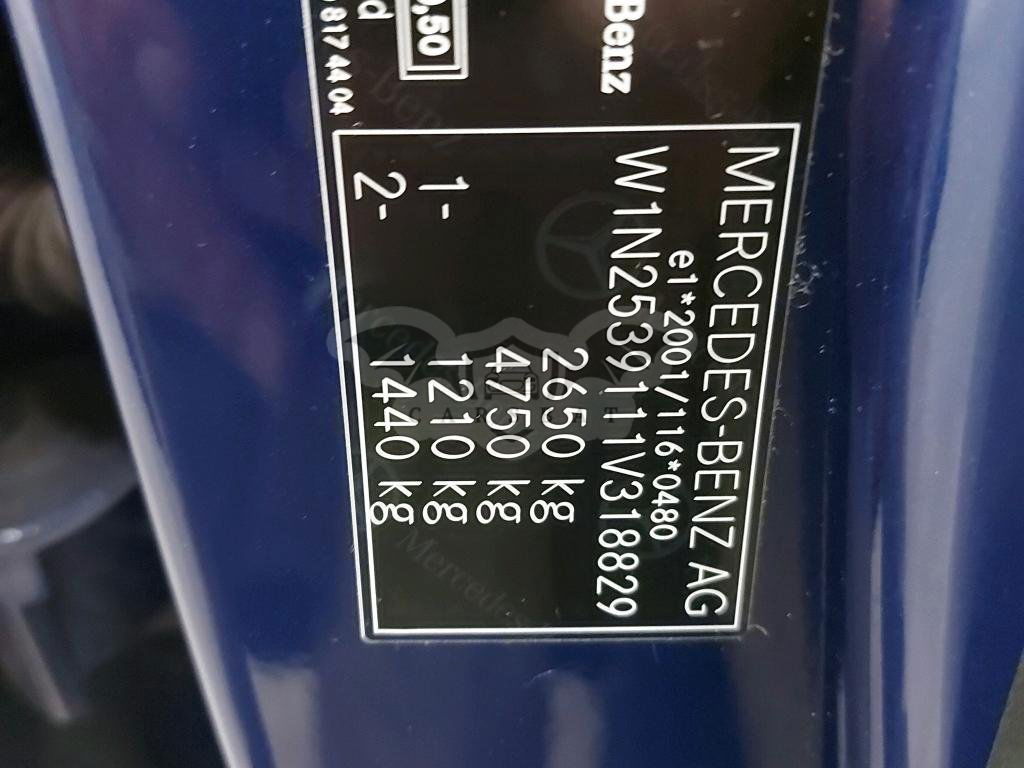 Benz
,50
d
817 44 04
MERCEDES-BENZ AG
e1*2001/116*0480
W1N2539111V318829
2650 kg
4750 kg
1- 1210 kg
2- 1440 kg
CAR